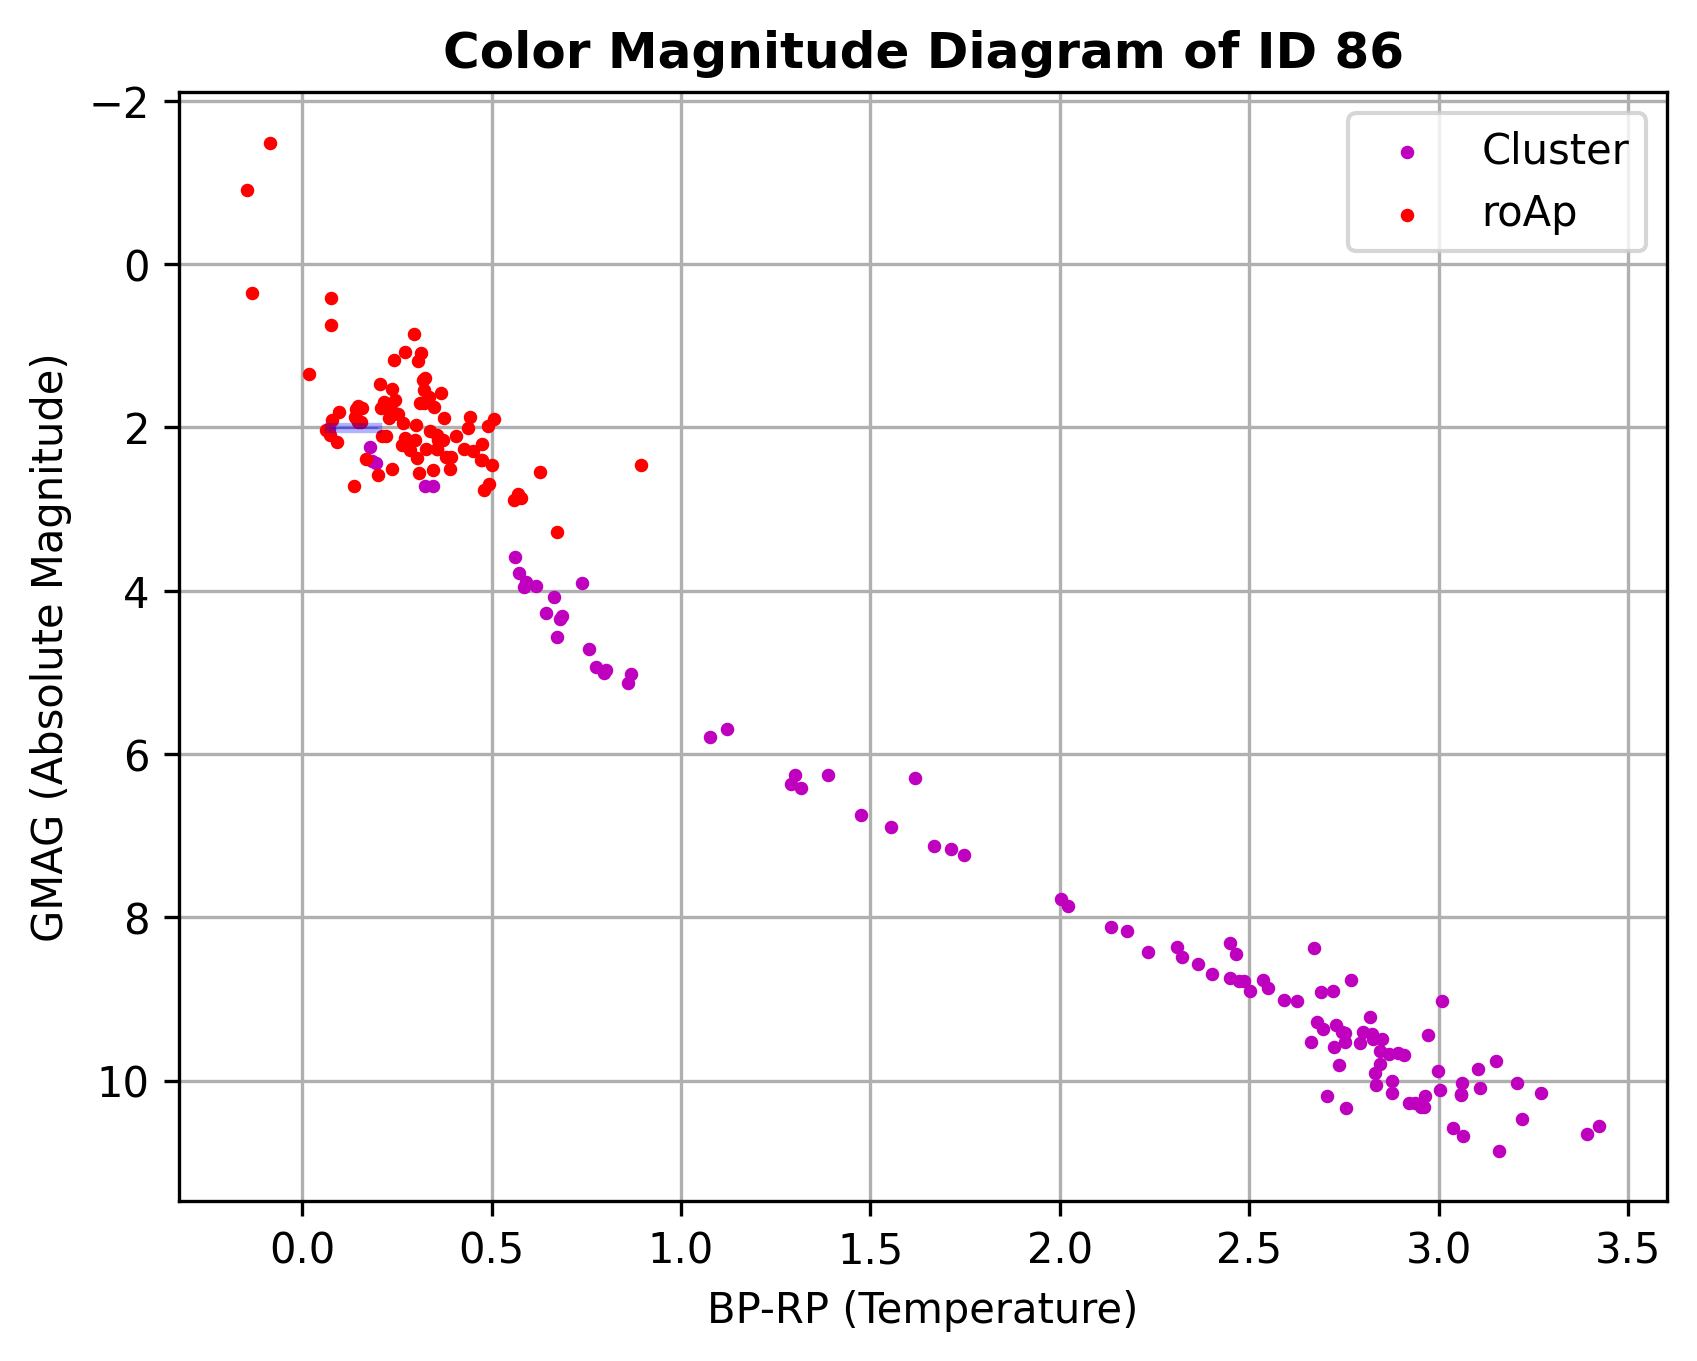 Color Magnitude Diagram of ID 86
Cluster
roAp
GMAG (Absolute Magnitude)
−2
0
2
4
6
8
10
0.0 0.5 1.0 1.5 2.0 2.5 3.0 3.5
BP-RP (Temperature)